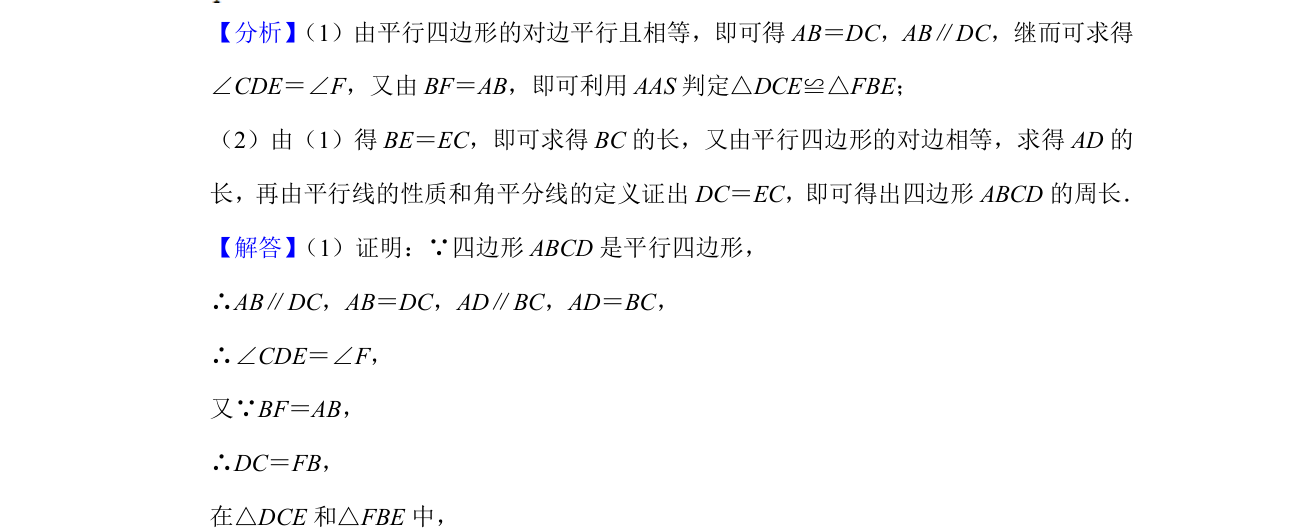 【分析】（1）由平行四边形的对边平行且相等，即可得 AB＝DC，AB∥DC，继而可求得
∠CDE＝∠F，又由 BF＝AB，即可利用 AAS 判定△DCE≌△FBE；
（2）由（1）得 BE＝EC，即可求得 BC 的长，又由平行四边形的对边相等，求得 AD 的
长，再由平行线的性质和角平分线的定义证出 DC＝EC，即可得出四边形 ABCD 的周长．
【解答】（1）证明：∵四边形 ABCD 是平行四边形，
∴AB∥DC，AB＝DC，AD∥BC，AD＝BC，
∴∠CDE＝∠F，
又∵BF＝AB，
∴DC＝FB，
在△DCE 和△FBE 中，